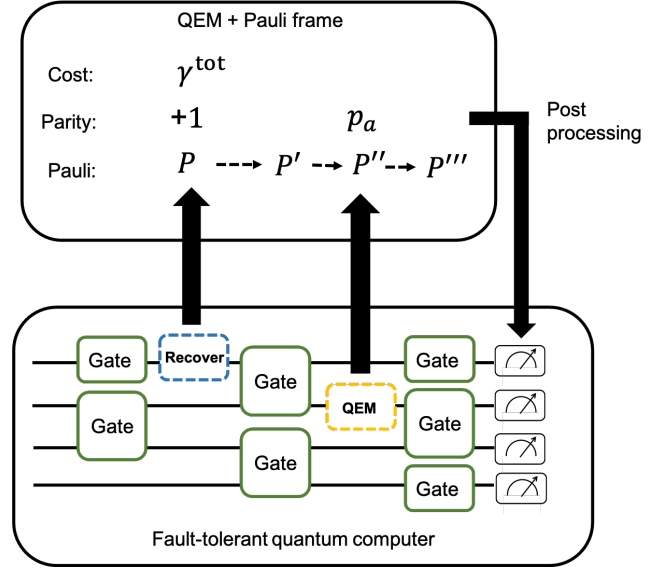 QEM + Pauli frame
Cost: γ^tot
Parity: +1 p_a
Pauli: P P′ P″ P‴
Post
processing
Gate Recover Gate
Gate
QEM
Gate Gate
Gate
Gate
Fault-tolerant quantum computer